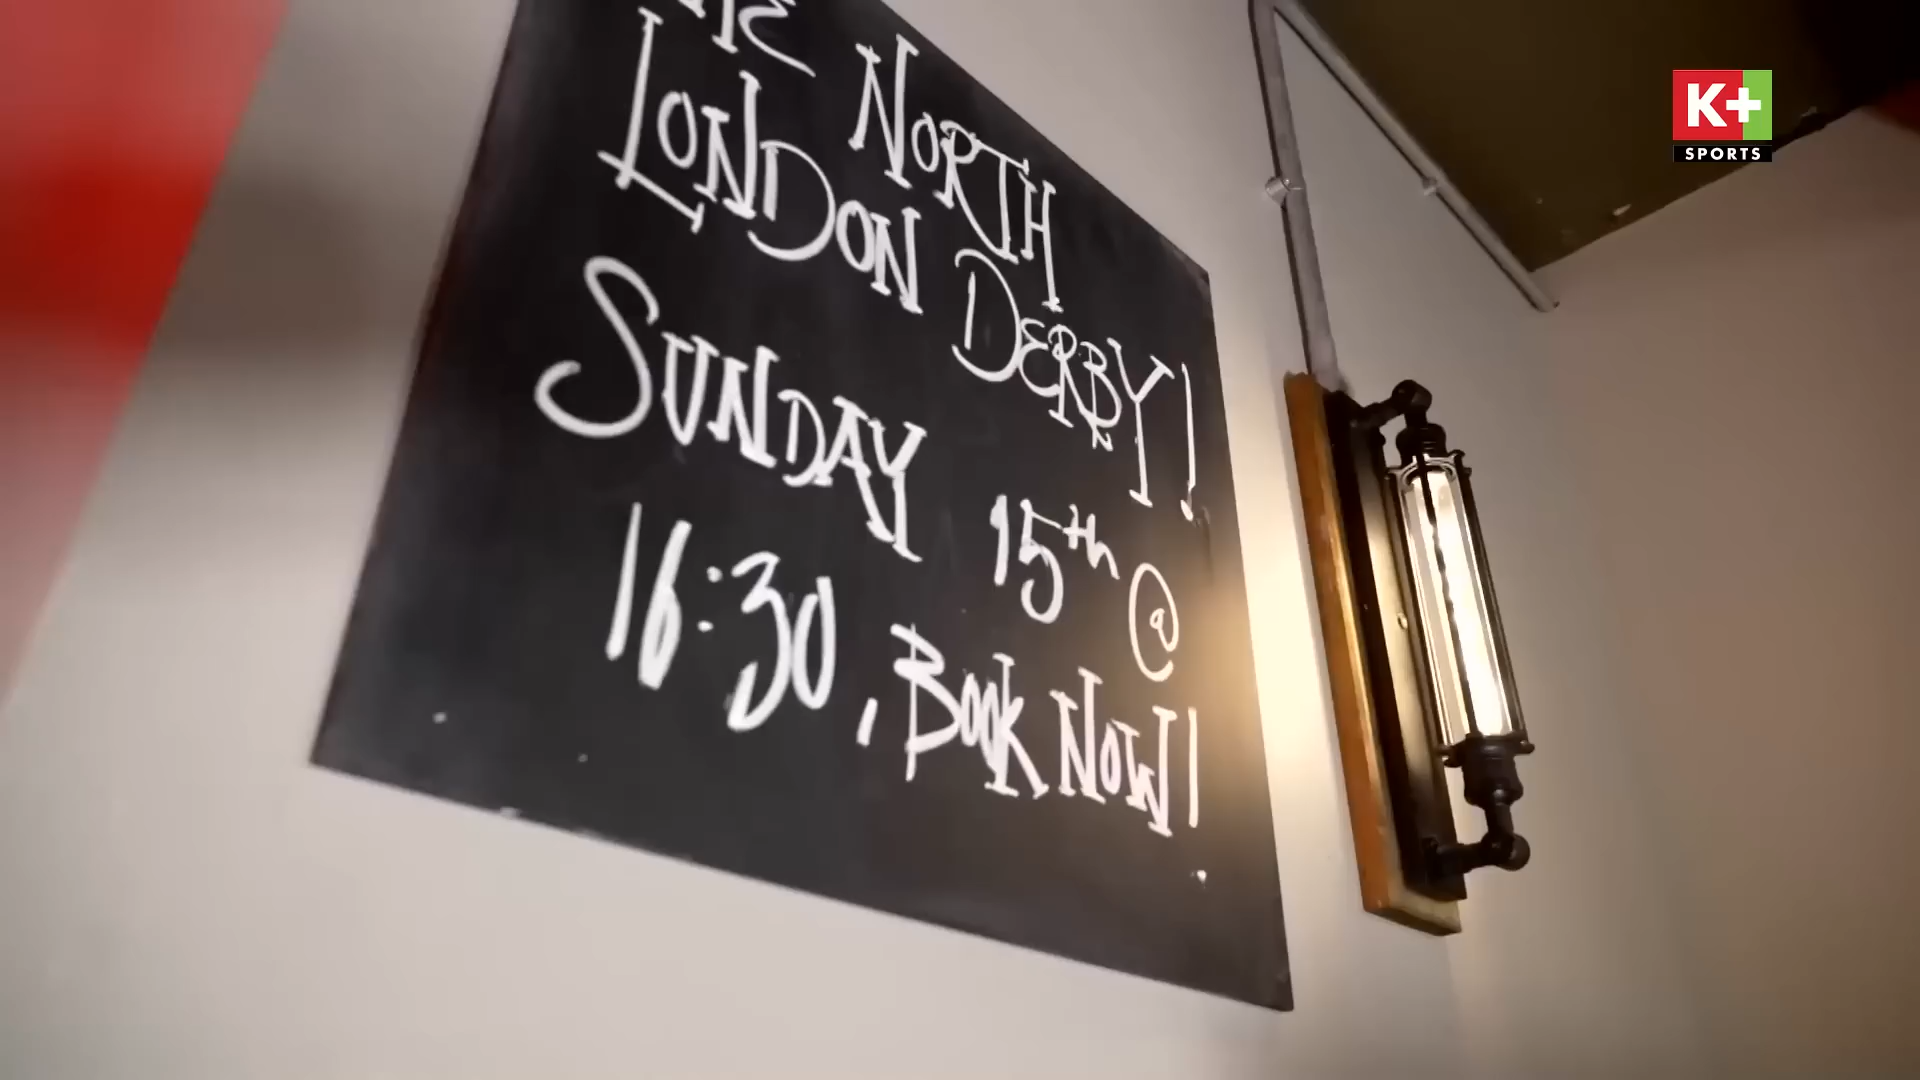 NORTH
LONDON DERBY!
SUNDAY 15th @
16:30, BOOK NOW!
K+
SPORTS